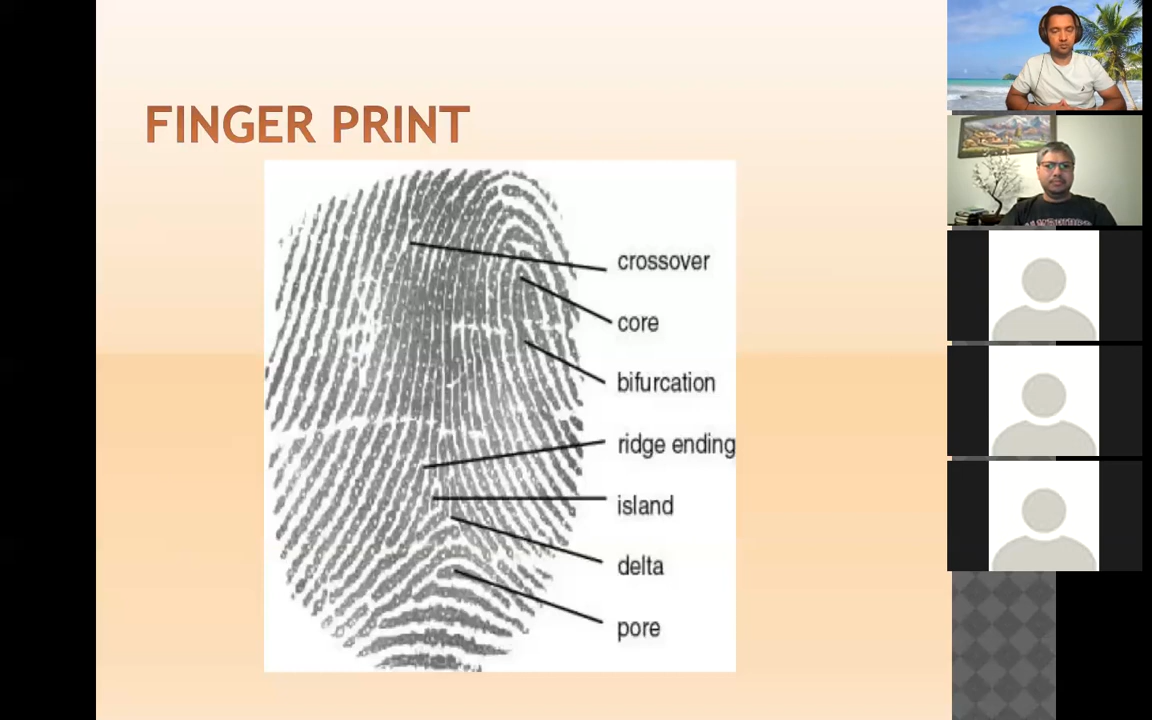 FINGER PRINT
crossover
core
bifurcation
ridge ending
island
delta
pore